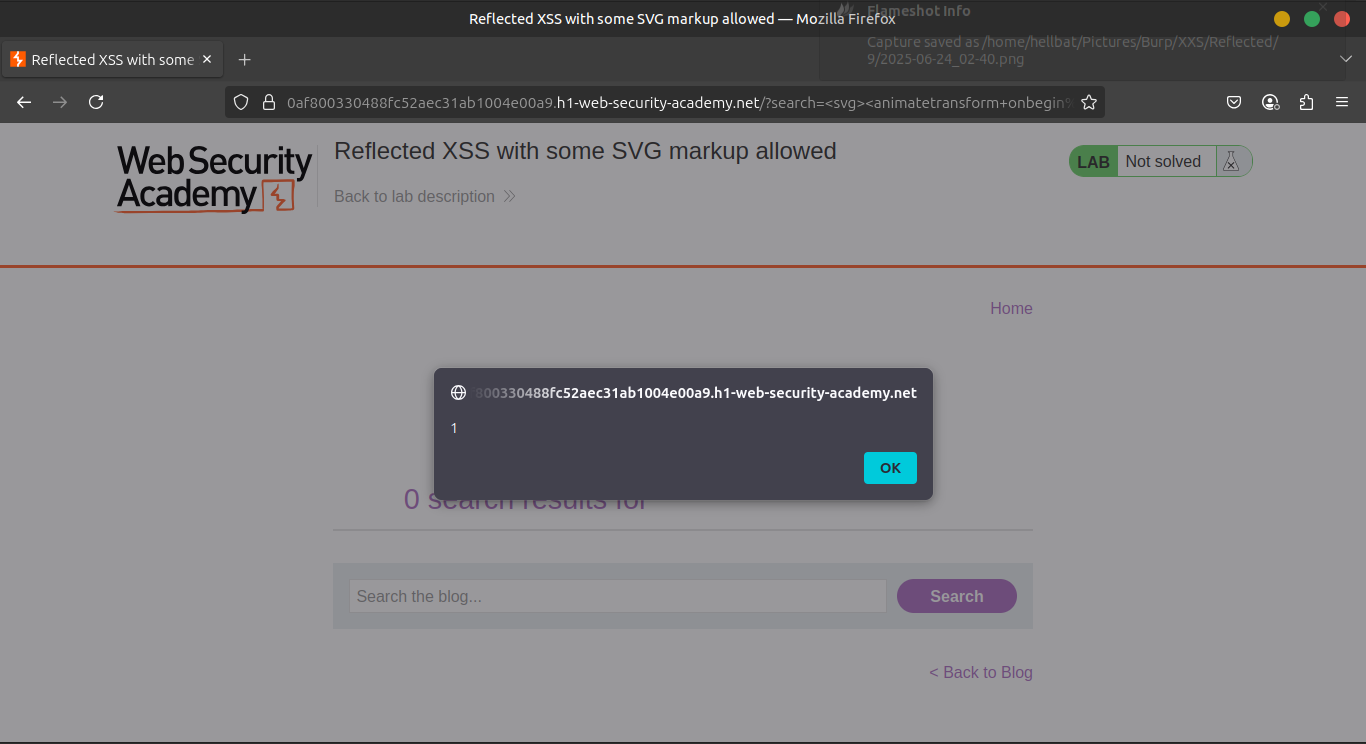 Reflected XSS with some SVG markup allowed — Mozilla Firefox
Flameshot Info
Capture saved as /home/hellbat/Pictures/Burp/XXS/Reflected/
9/2025-06-24_02-40.png
Reflected XSS with some
0af800330488fc52aec31ab1004e00a9.h1-web-security-academy.net/?search=<svg><animatetransform+onbegin%
Web Security
Academy
Reflected XSS with some SVG markup allowed
Back to lab description
LAB
Not solved
Home
800330488fc52aec31ab1004e00a9.h1-web-security-academy.net
1
OK
0 search results for
Search the blog...
Search
< Back to Blog